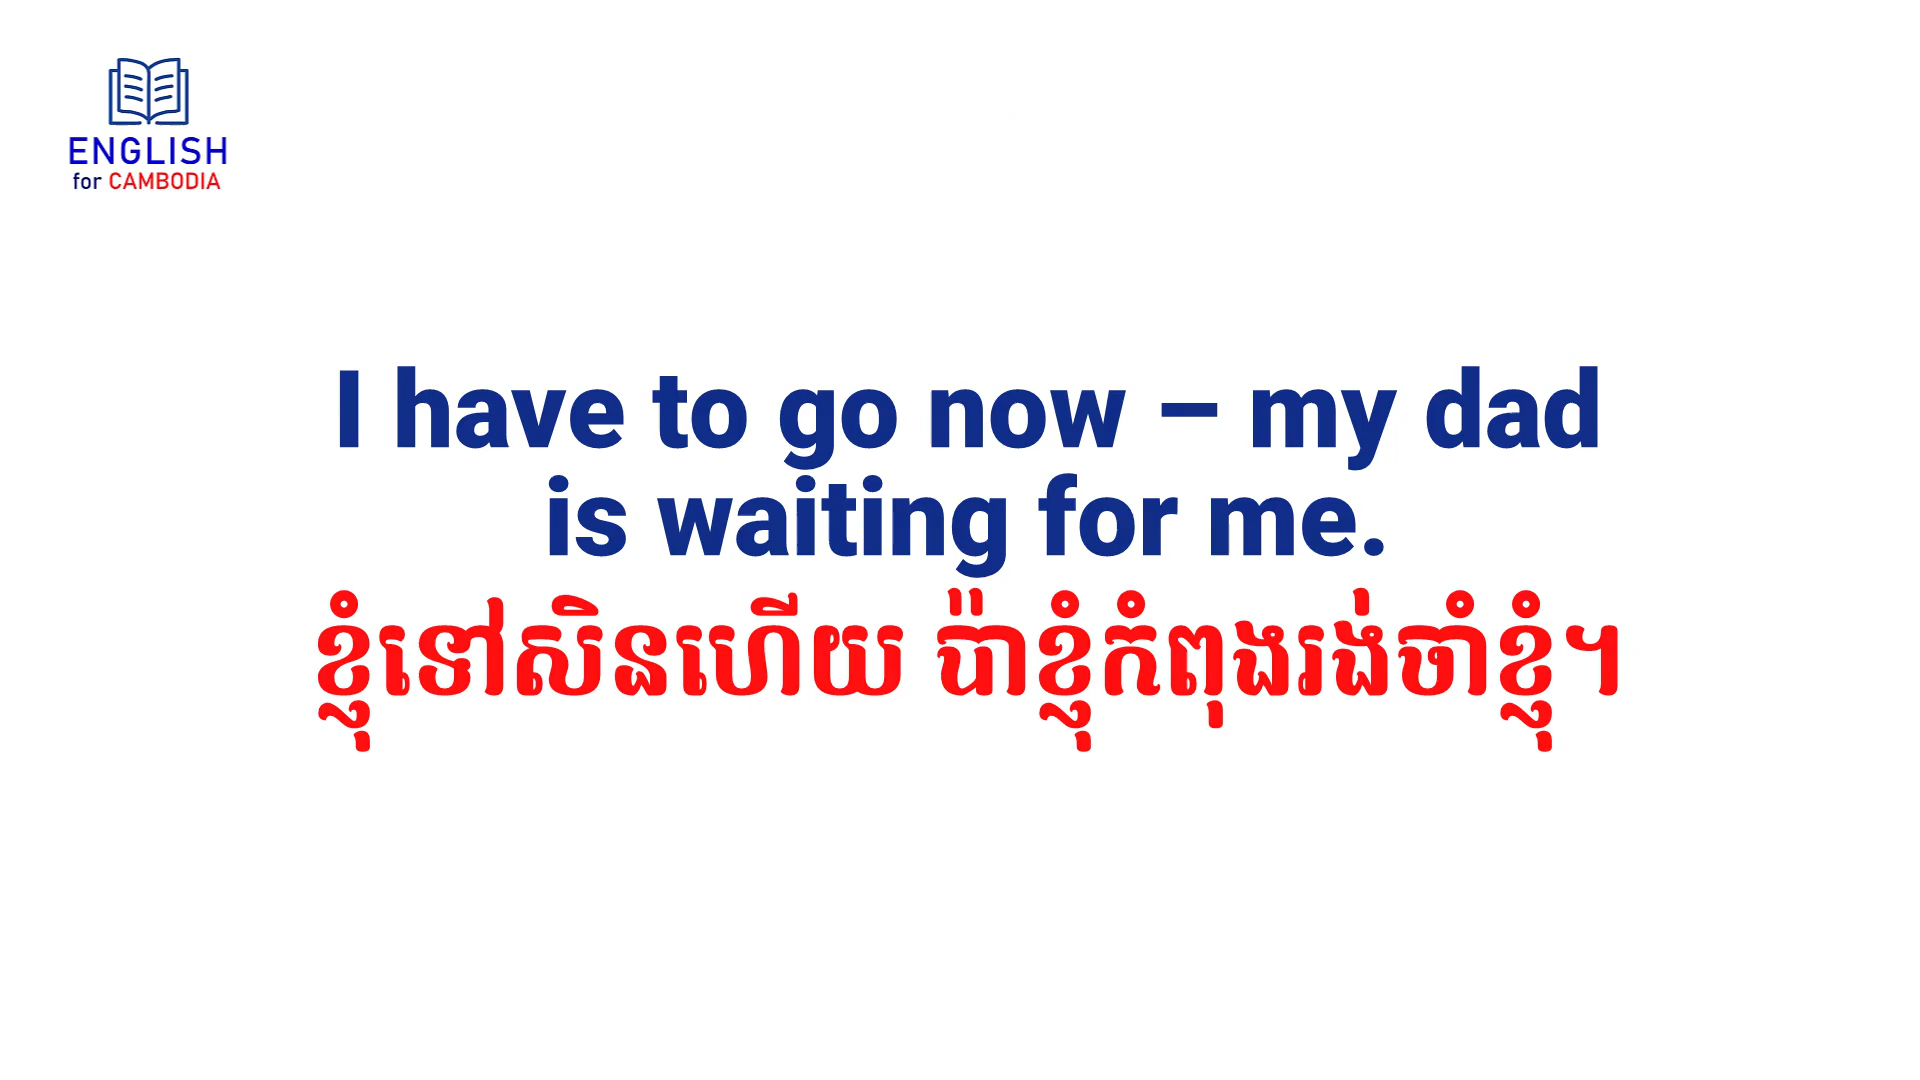 ENGLISH
for CAMBODIA
I have to go now – my dad
is waiting for me.
ខ្ញុំទៅសិនហើយ ប៉ាខ្ញុំកំពុងរង់ចាំខ្ញុំ។